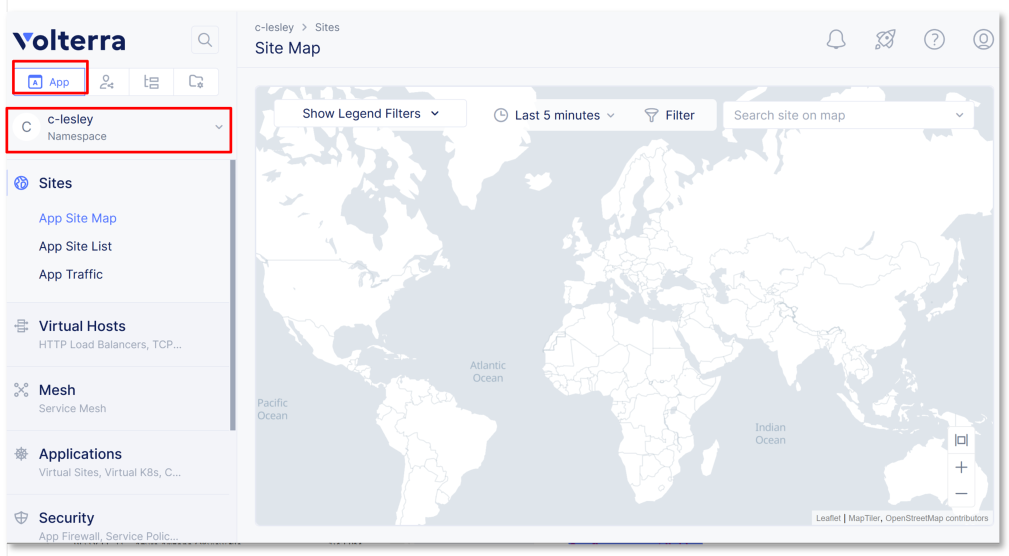 Volterra
c-lesley > Sites
Site Map
App
C
c-lesley
Namespace
Show Legend Filters
Last 5 minutes
Filter
Search site on map
Sites
App Site Map
App Site List
App Traffic
Virtual Hosts
HTTP Load Balancers, TCP...
Mesh
Service Mesh
Applications
Virtual Sites, Virtual K8s, C...
Security
App Firewall, Service Polic...
Atlantic
Ocean
Pacific
Ocean
Indian
Ocean
+
−
Leaflet | MapTiler, OpenStreetMap contributors